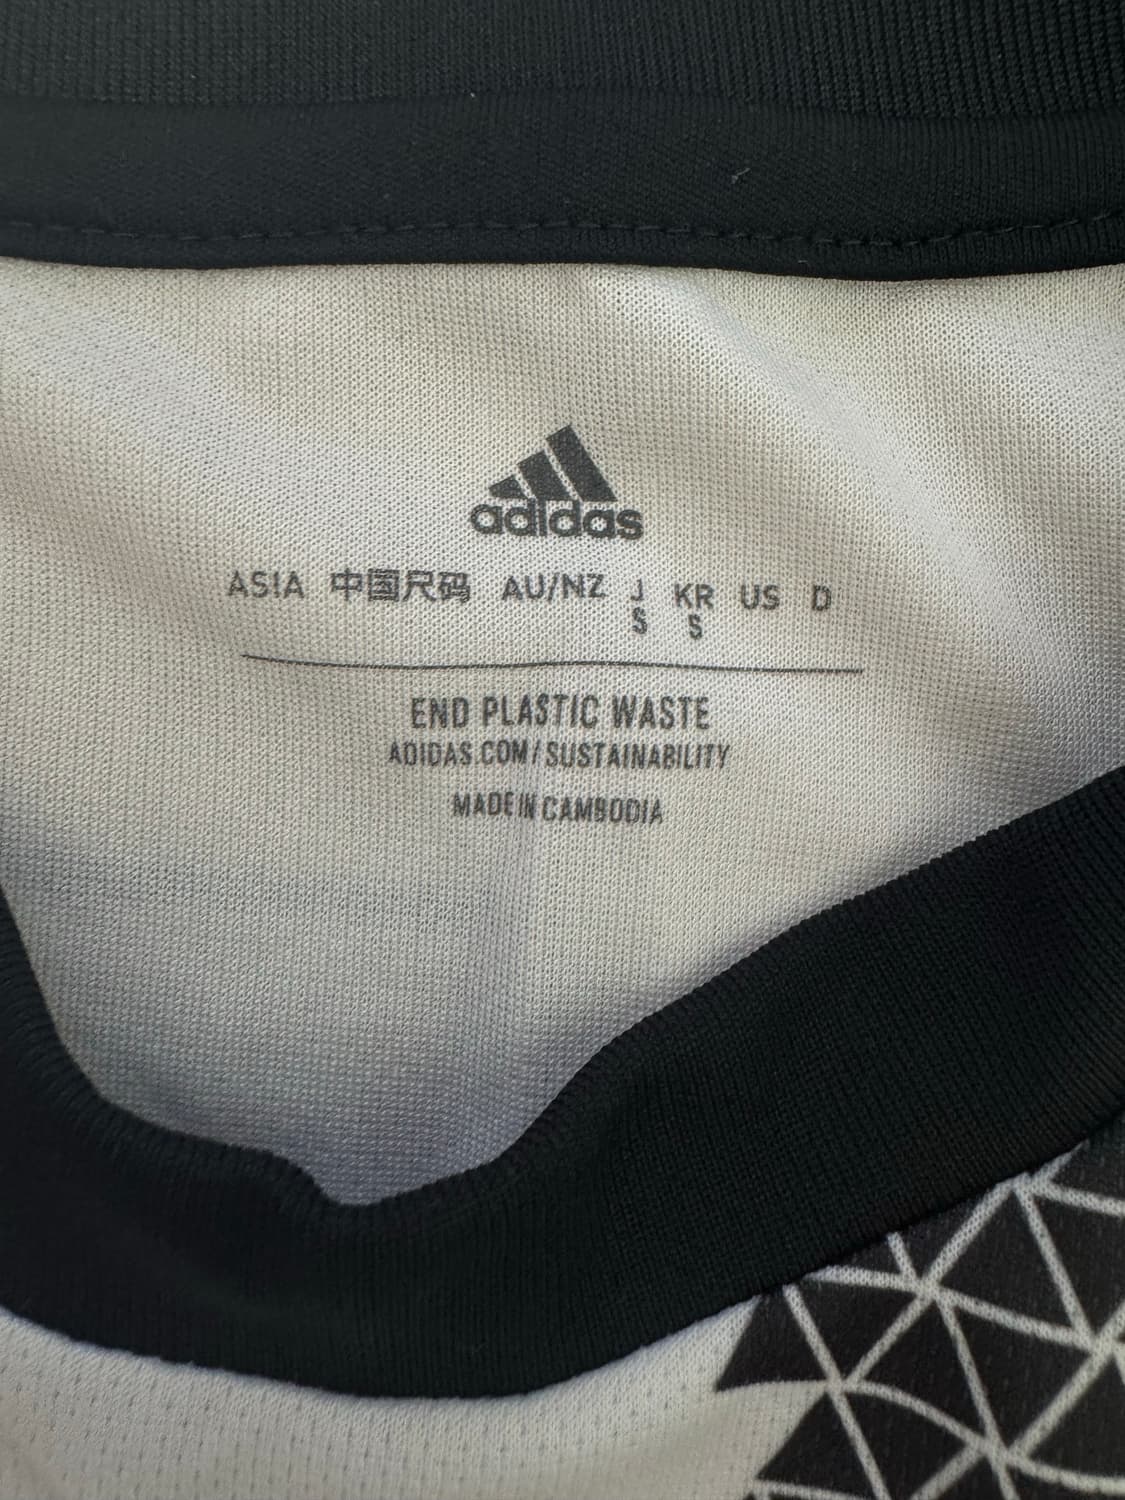 adidas
ASIA 中国尺码 AU/NZ J KR US D
S S
END PLASTIC WASTE
ADIDAS.COM/SUSTAINABILITY
MADE IN CAMBODIA